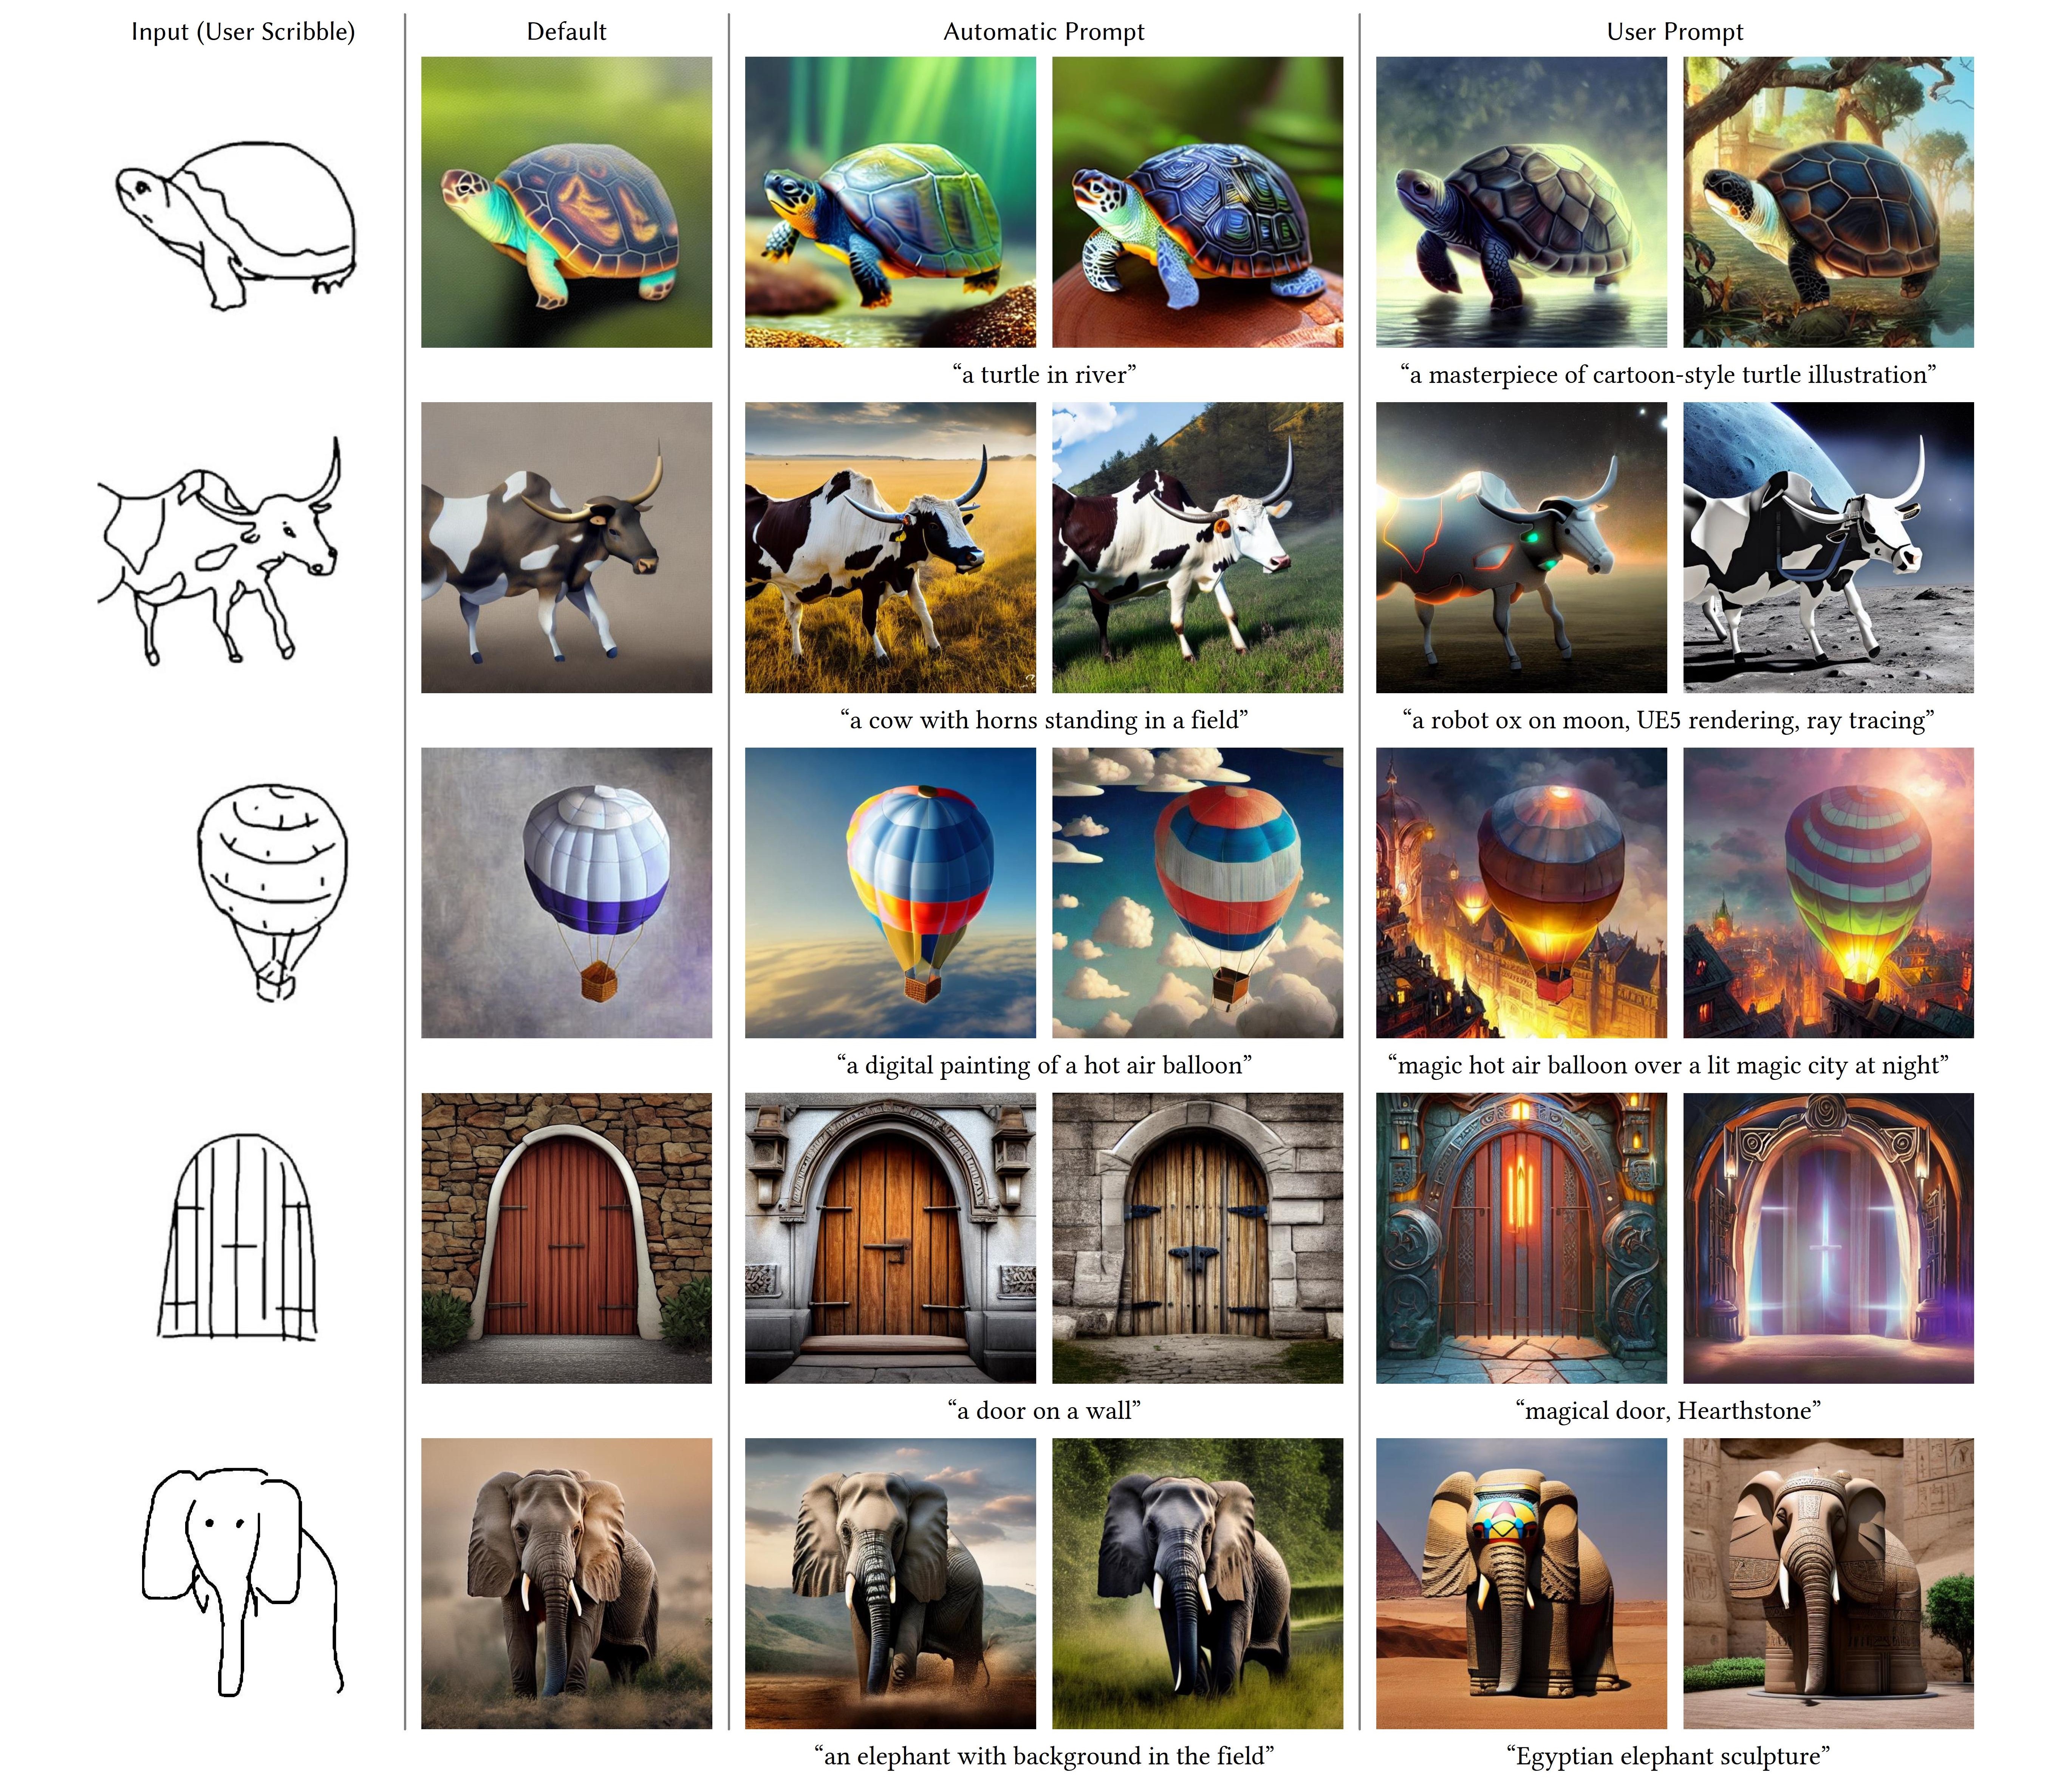 Input (User Scribble)
Default
Automatic Prompt
User Prompt
“a turtle in river”
“a masterpiece of cartoon-style turtle illustration”
“a cow with horns standing in a field”
“a robot ox on moon, UE5 rendering, ray tracing”
“a digital painting of a hot air balloon”
“magic hot air balloon over a lit magic city at night”
“a door on a wall”
“magical door, Hearthstone”
“an elephant with background in the field”
“Egyptian elephant sculpture”